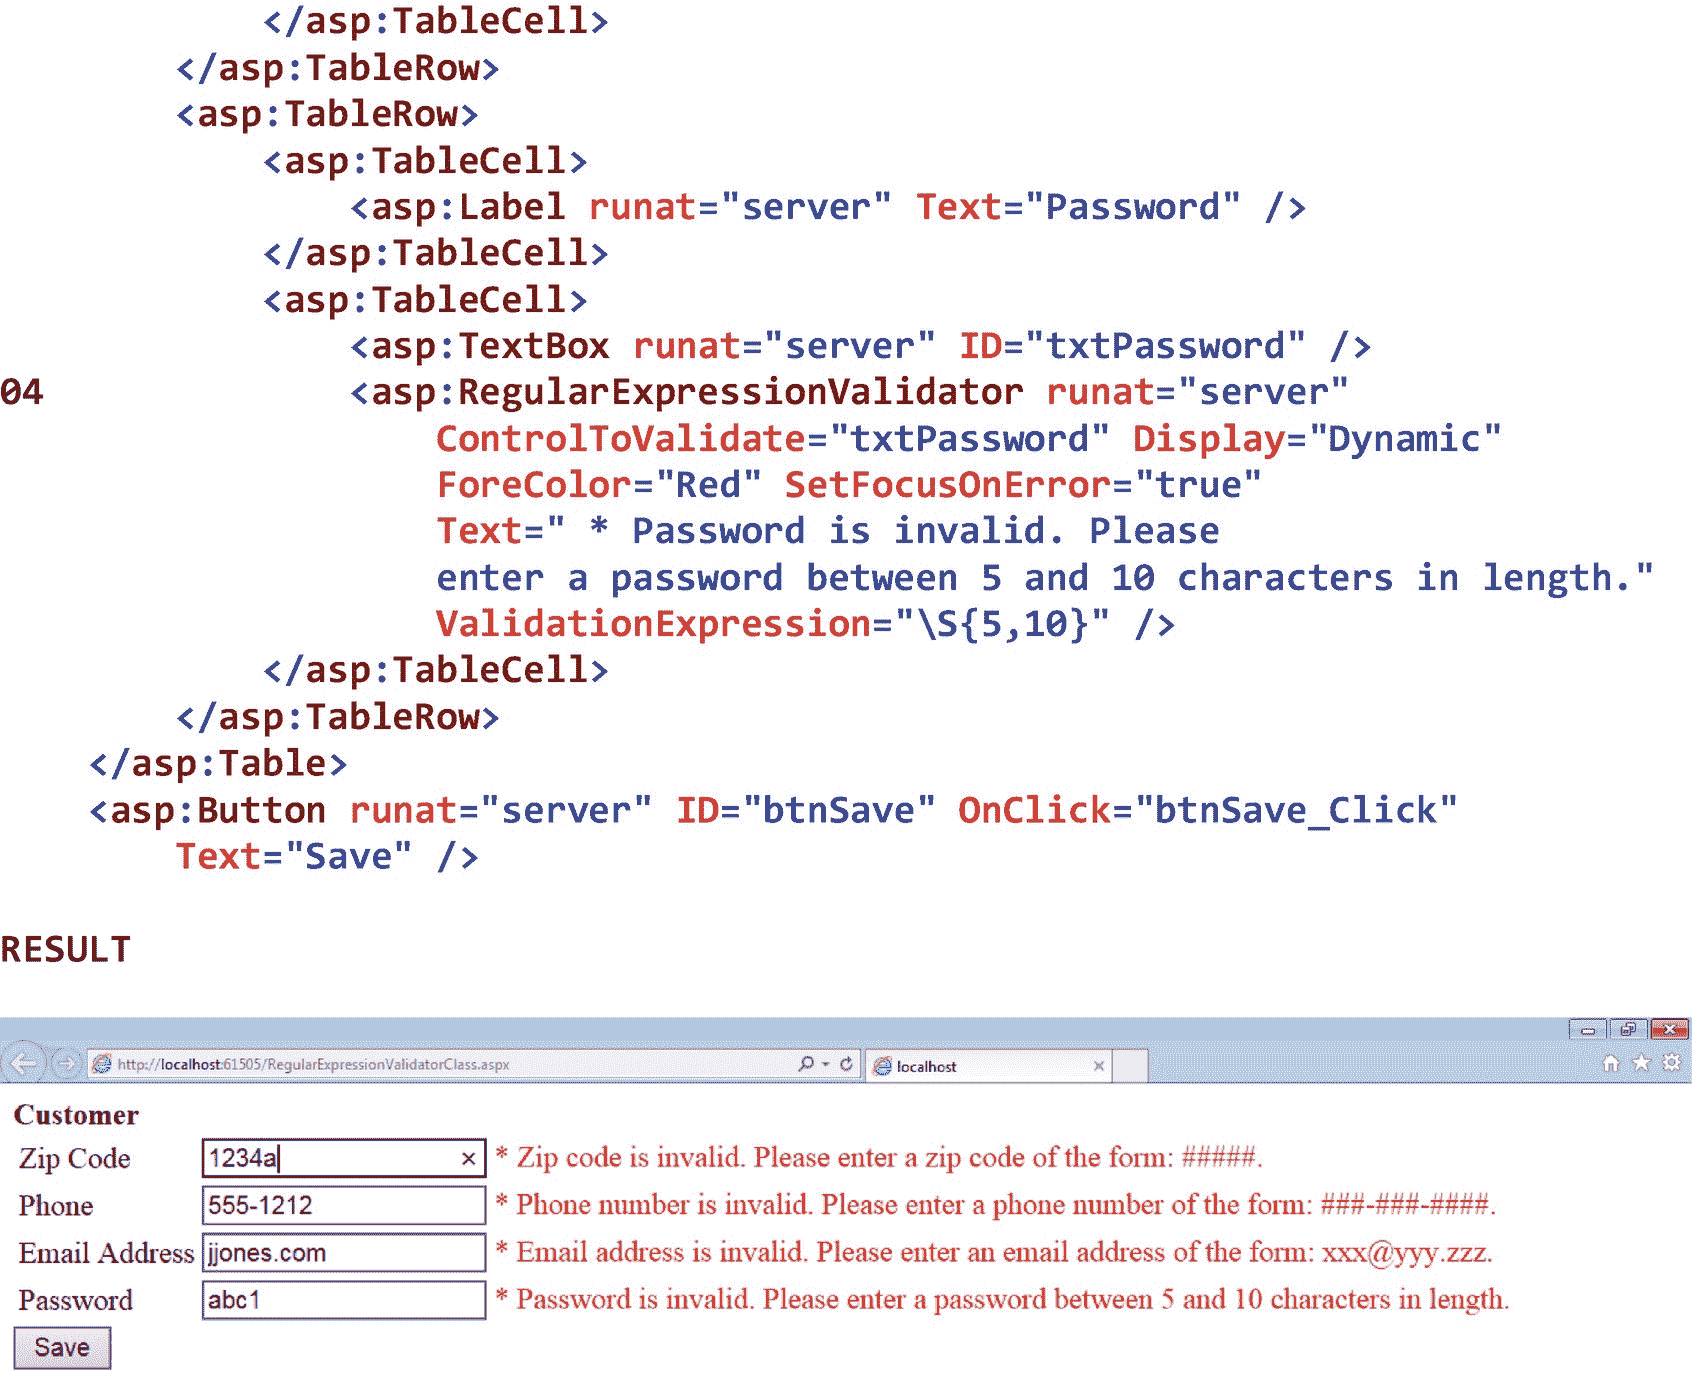 </asp:TableCell>
</asp:TableRow>
<asp:TableRow>
<asp:TableCell>
<asp:Label runat="server" Text="Password" />
</asp:TableCell>
<asp:TableCell>
<asp:TextBox runat="server" ID="txtPassword" />
04 <asp:RegularExpressionValidator runat="server"
ControlToValidate="txtPassword" Display="Dynamic"
ForeColor="Red" SetFocusOnError="true"
Text=" * Password is invalid. Please
enter a password between 5 and 10 characters in length."
ValidationExpression="\S{5,10}" />
</asp:TableCell>
</asp:TableRow>
</asp:Table>
<asp:Button runat="server" ID="btnSave" OnClick="btnSave_Click"
Text="Save" />
RESULT
http://localhost:61505/RegularExpressionValidatorClass.aspx localhost
Customer
Zip Code 1234a * Zip code is invalid. Please enter a zip code of the form: #####.
Phone 555-1212 * Phone number is invalid. Please enter a phone number of the form: ###-###-####.
Email Address jjones.com * Email address is invalid. Please enter an email address of the form: xxx@yyy.zzz.
Password abc1 * Password is invalid. Please enter a password between 5 and 10 characters in length.
Save